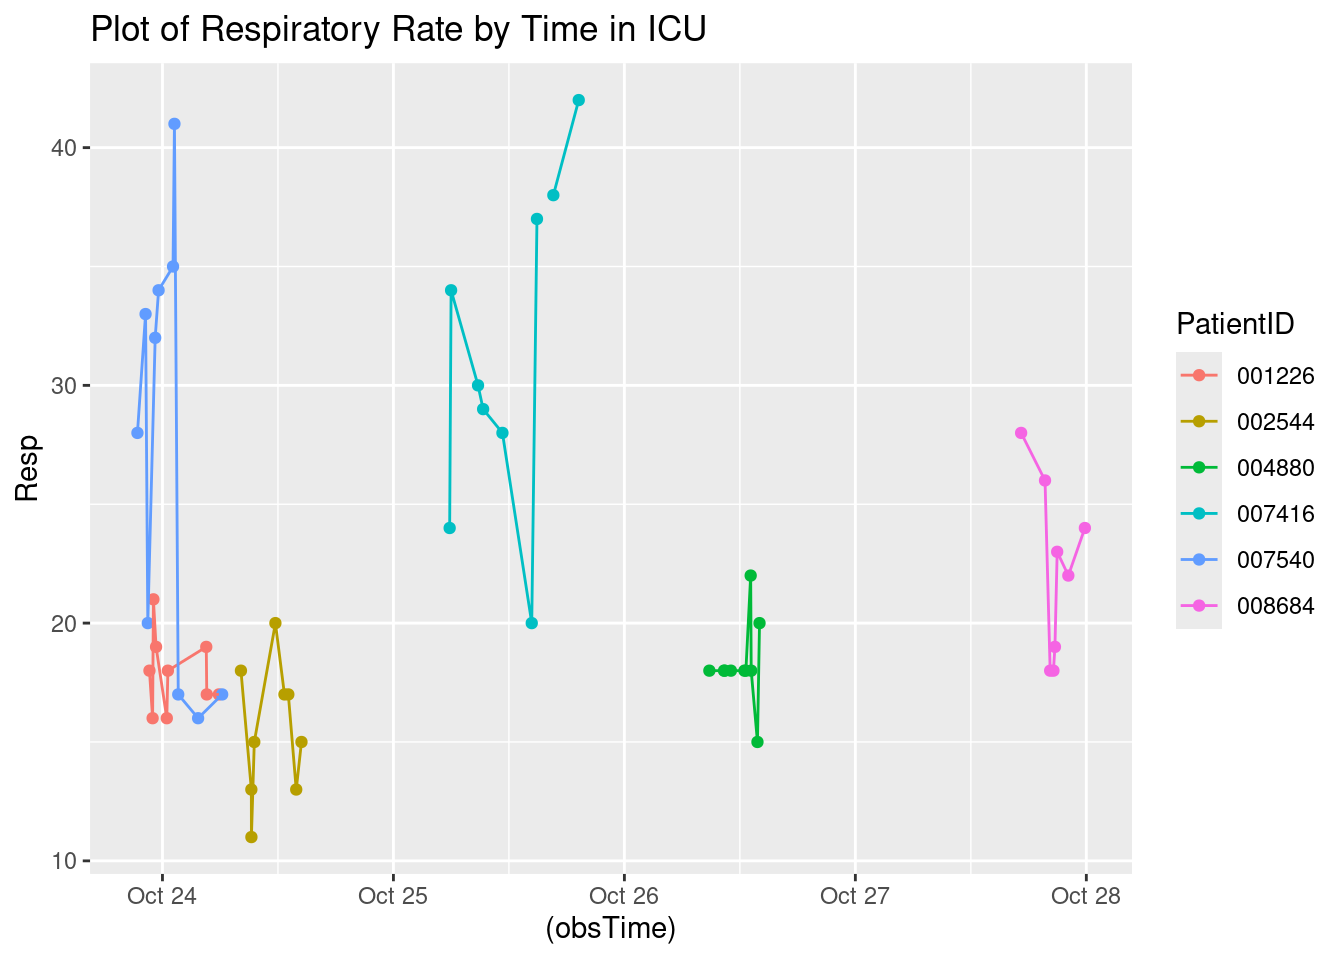 Plot of Respiratory Rate by Time in ICU
Resp
40
30
20
10
Oct 24 Oct 25 Oct 26 Oct 27 Oct 28
(obsTime)
PatientID
001226
002544
004880
007416
007540
008684